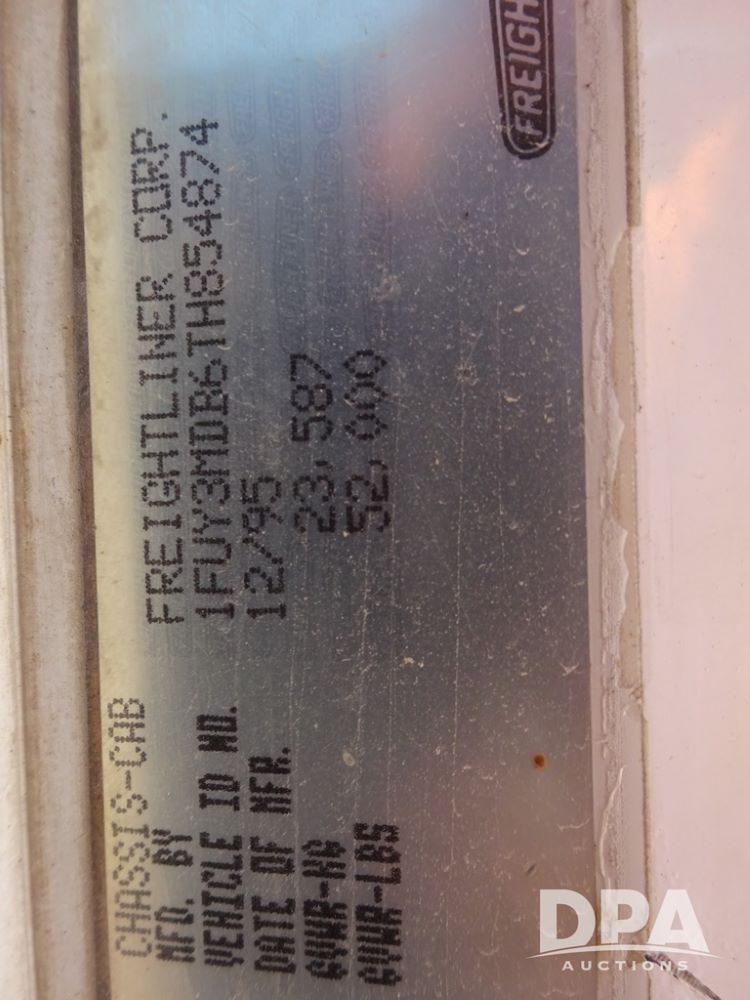 FREIGH
CHASSIS-CAB
MFD. BY FREIGHTLINER CORP.
VEHICLE ID NO. 1FUY3MDB6TH854874
DATE OF MFR. 12/95
GVWR-KG 23,587
GVWR-LBS 52,000
DPA
AUCTIONS